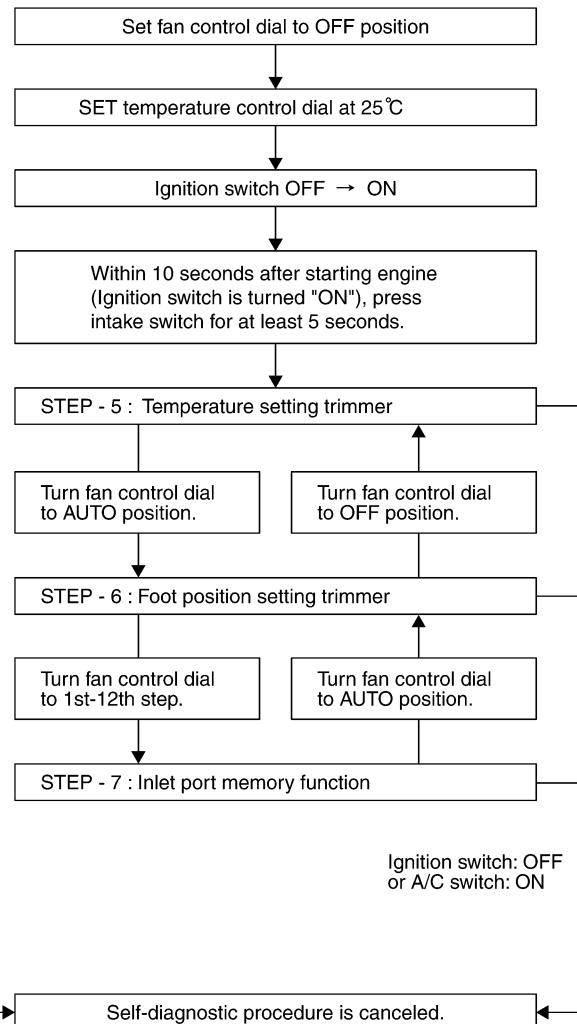 Set fan control dial to OFF position
SET temperature control dial at 25℃
Ignition switch OFF → ON
Within 10 seconds after starting engine
(Ignition switch is turned "ON"), press
intake switch for at least 5 seconds.
STEP - 5 : Temperature setting trimmer
Turn fan control dial
to AUTO position.
Turn fan control dial
to OFF position.
STEP - 6 : Foot position setting trimmer
Turn fan control dial
to 1st-12th step.
Turn fan control dial
to AUTO position.
STEP - 7 : Inlet port memory function
Ignition switch: OFF
or A/C switch: ON
Self-diagnostic procedure is canceled.